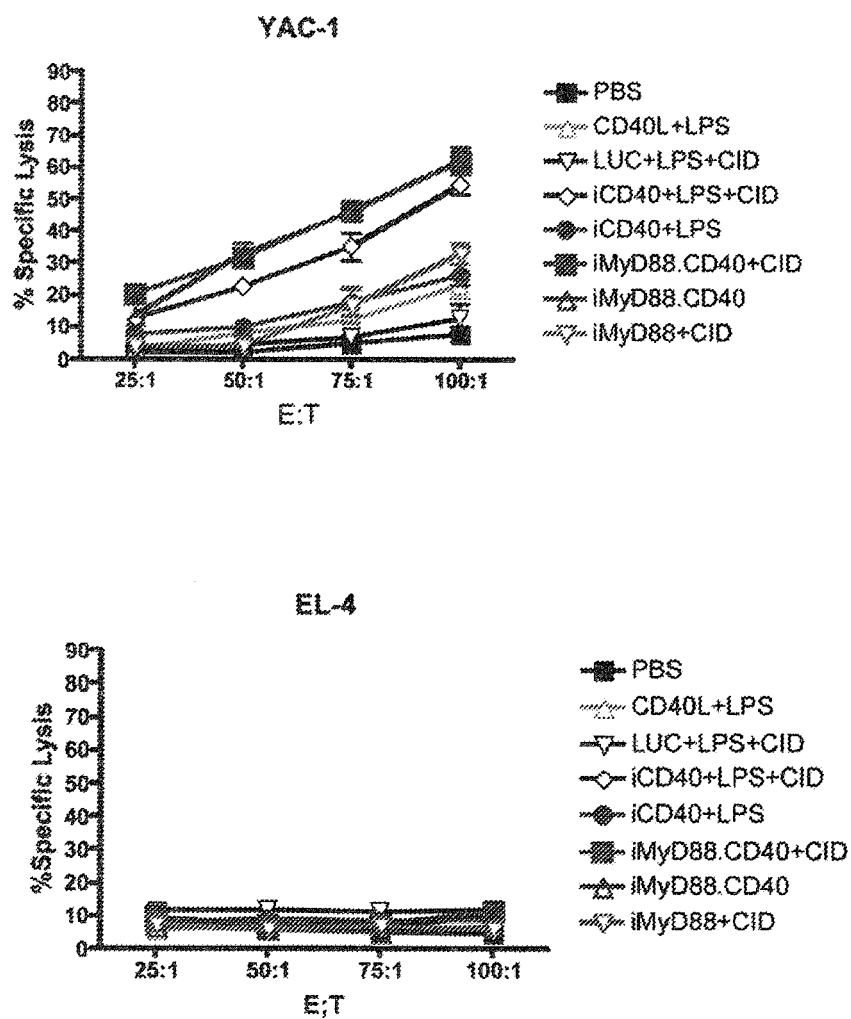 YAC-1
% Specific Lysis
90
80
70
60
50
40
30
20
10
0
25:1 50:1 75:1 100:1
E:T
PBS
CD40L+LPS
LUC+LPS+CID
iCD40+LPS+CID
iCD40+LPS
iMyD88.CD40+CID
iMyD88.CD40
iMyD88+CID
EL-4
%Specific Lysis
90
80
70
60
50
40
30
20
10
0
25:1 50:1 75:1 100:1
E;T
PBS
CD40L+LPS
LUC+LPS+CID
iCD40+LPS+CID
iCD40+LPS
iMyD88.CD40+CID
iMyD88.CD40
iMyD88+CID